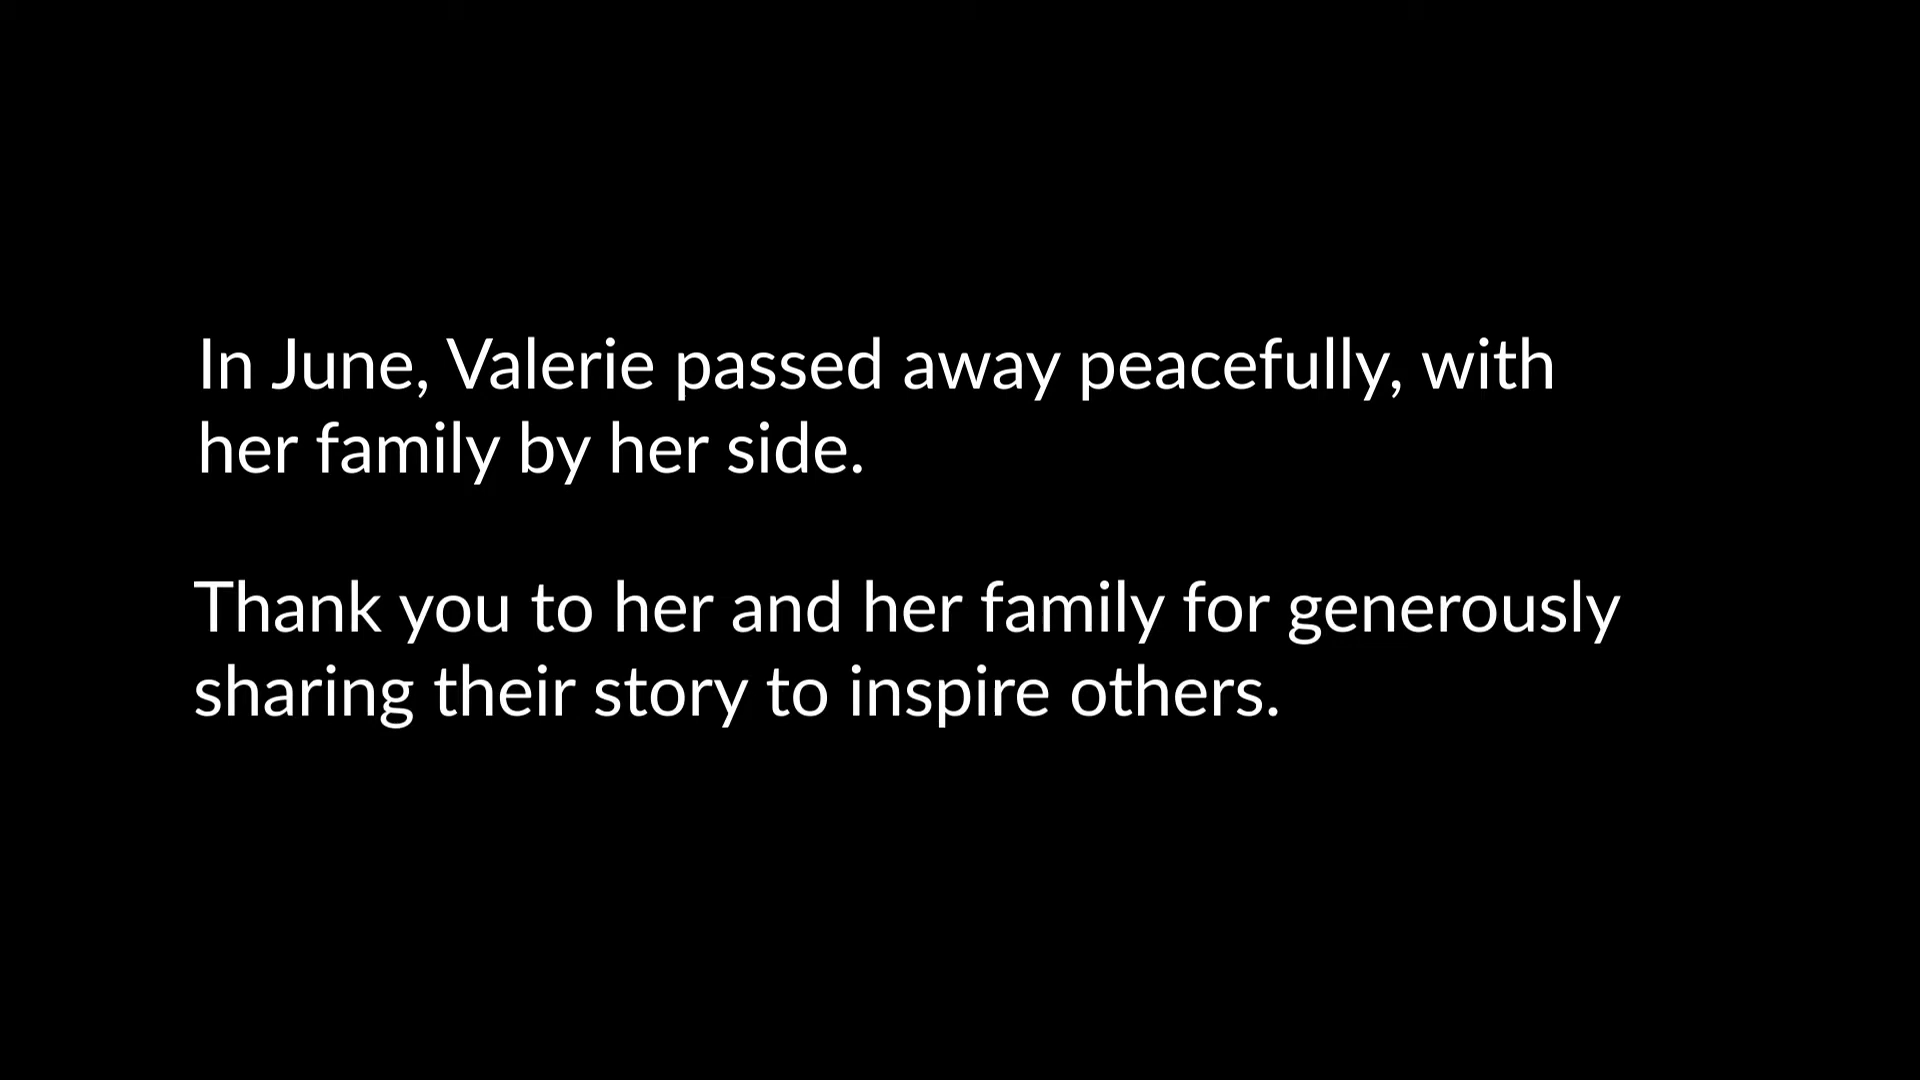 In June, Valerie passed away peacefully, with
her family by her side.
Thank you to her and her family for generously
sharing their story to inspire others.